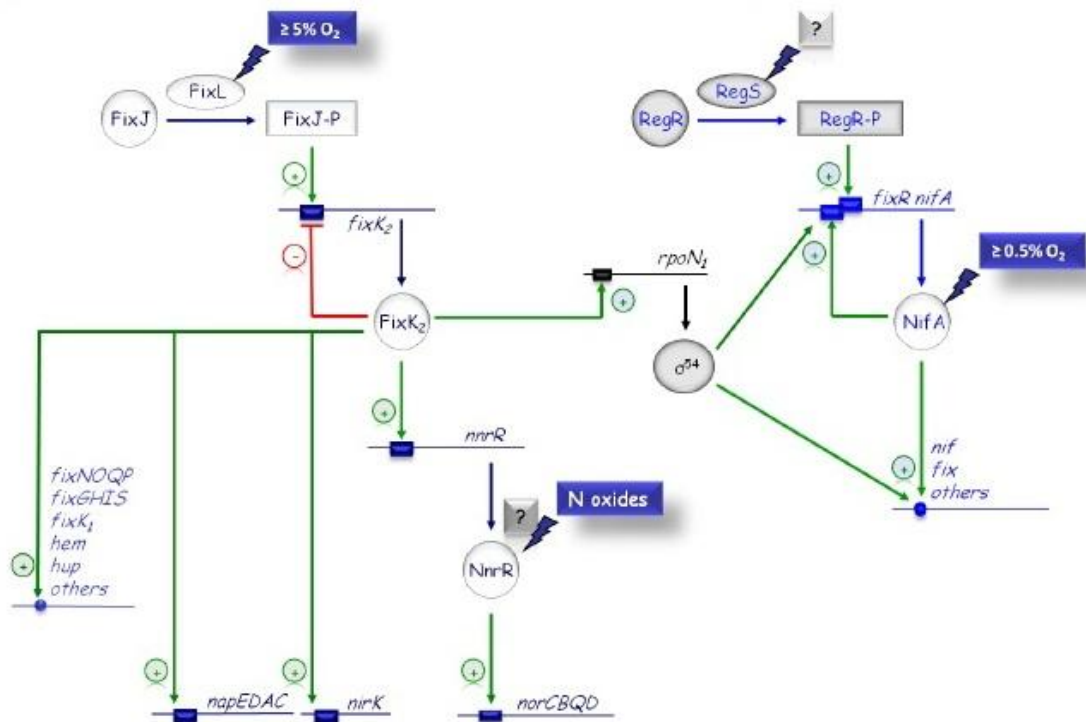 ≥ 5% O₂
?
FixL
RegS
FixJ
FixJ-P
RegR
RegR-P
+
+
fixK₂
fixR nifA
-
+
rpoN₁
≥ 0.5% O₂
+
FixK₂
NifA
σ⁵⁴
+
nnrR
nif
fix
others
+
fixNOQP
fixGHIS
fixK₁
hem
hup
others
+
?
N oxides
NnrR
+
+
+
napEDAC
nirK
norCBQD